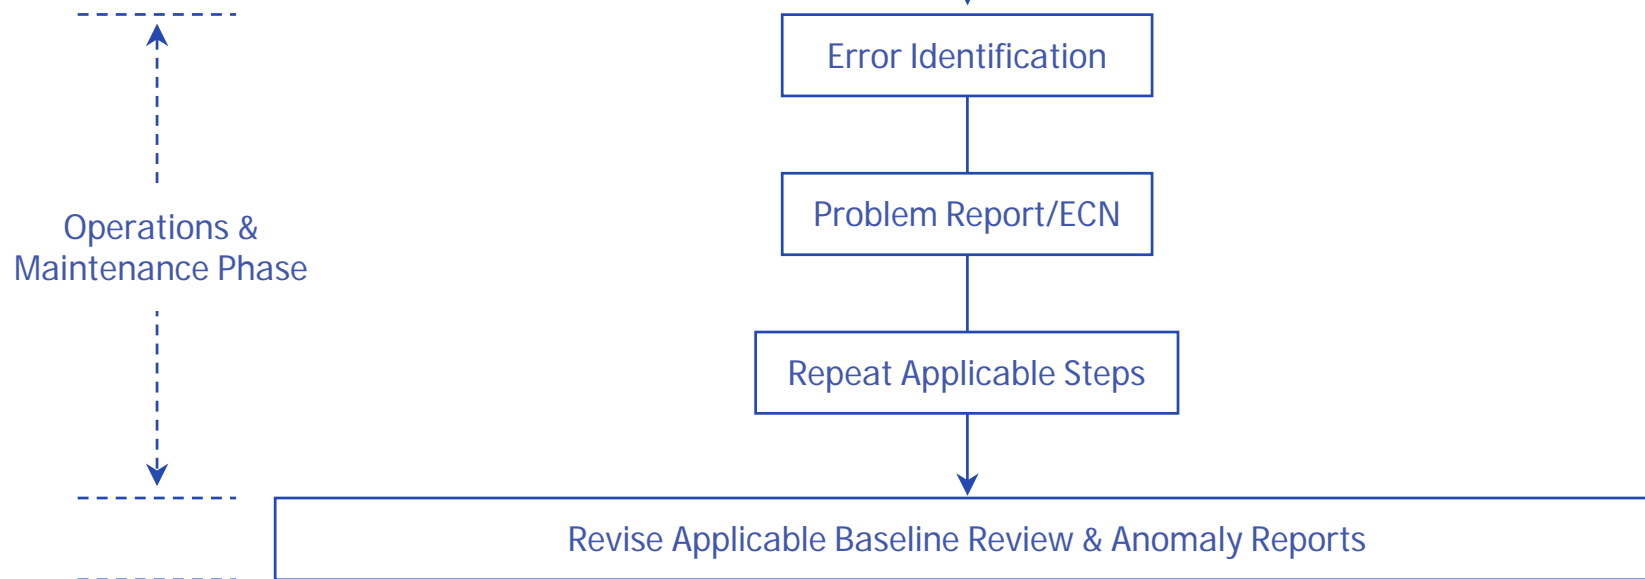 Error Identification
Problem Report/ECN
Operations &
Maintenance Phase
Repeat Applicable Steps
Revise Applicable Baseline Review & Anomaly Reports